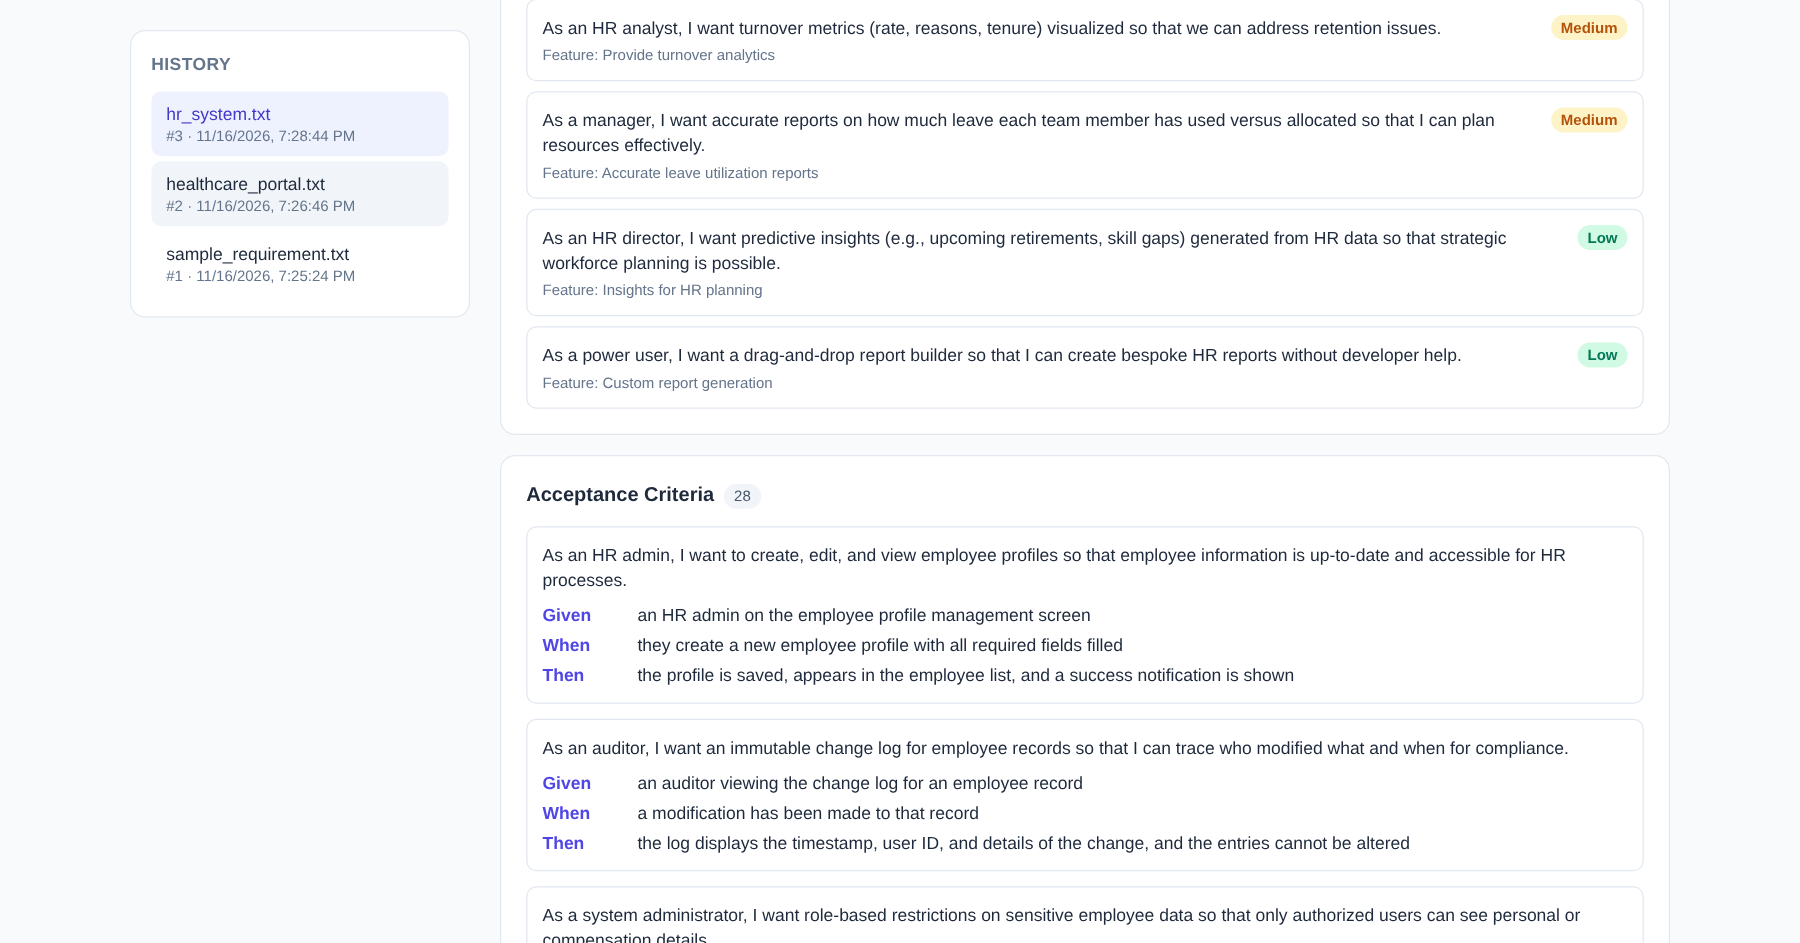 HISTORY
hr_system.txt
#3 · 11/16/2026, 7:28:44 PM
healthcare_portal.txt
#2 · 11/16/2026, 7:26:46 PM
sample_requirement.txt
#1 · 11/16/2026, 7:25:24 PM
As an HR analyst, I want turnover metrics (rate, reasons, tenure) visualized so that we can address retention issues.
Medium
Feature: Provide turnover analytics
As a manager, I want accurate reports on how much leave each team member has used versus allocated so that I can plan
resources effectively.
Medium
Feature: Accurate leave utilization reports
As an HR director, I want predictive insights (e.g., upcoming retirements, skill gaps) generated from HR data so that strategic
workforce planning is possible.
Low
Feature: Insights for HR planning
As a power user, I want a drag-and-drop report builder so that I can create bespoke HR reports without developer help.
Low
Feature: Custom report generation
Acceptance Criteria 28
As an HR admin, I want to create, edit, and view employee profiles so that employee information is up-to-date and accessible for HR
processes.
Given an HR admin on the employee profile management screen
When they create a new employee profile with all required fields filled
Then the profile is saved, appears in the employee list, and a success notification is shown
As an auditor, I want an immutable change log for employee records so that I can trace who modified what and when for compliance.
Given an auditor viewing the change log for an employee record
When a modification has been made to that record
Then the log displays the timestamp, user ID, and details of the change, and the entries cannot be altered
As a system administrator, I want role-based restrictions on sensitive employee data so that only authorized users can see personal or
compensation details.